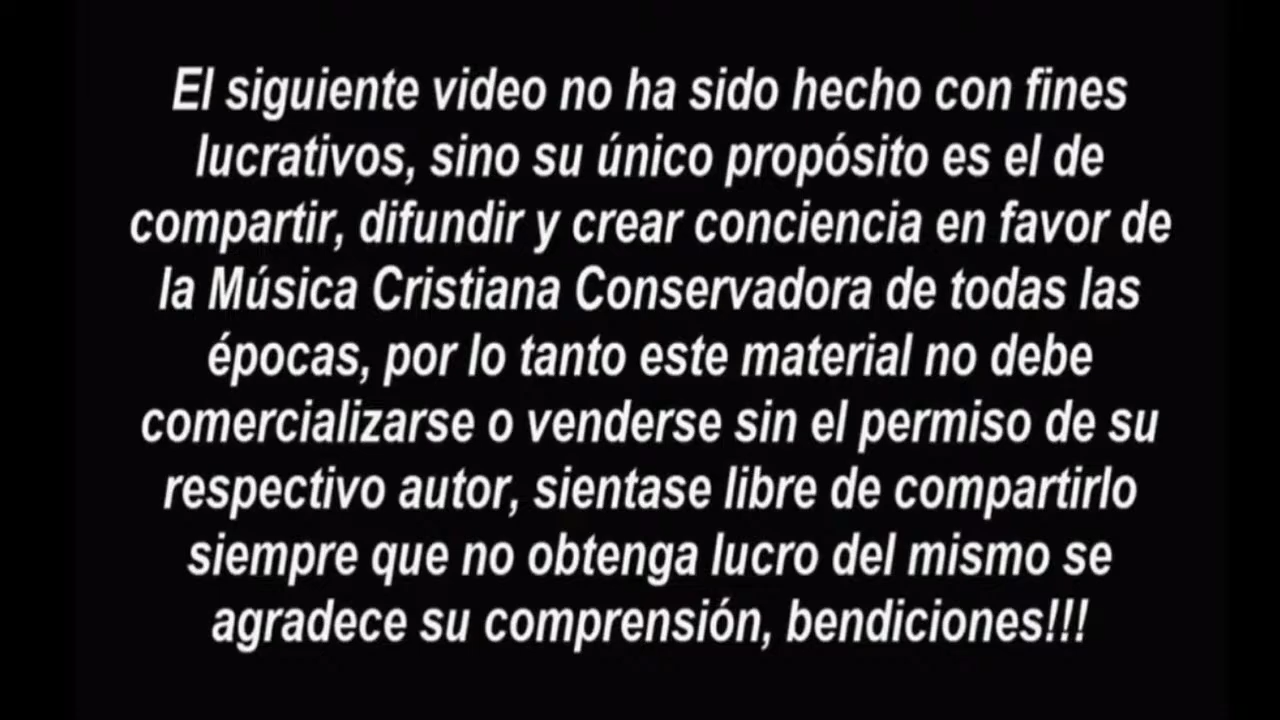 El siguiente video no ha sido hecho con fines
lucrativos, sino su único propósito es el de
compartir, difundir y crear conciencia en favor de
la Música Cristiana Conservadora de todas las
épocas, por lo tanto este material no debe
comercializarse o venderse sin el permiso de su
respectivo autor, sientase libre de compartirlo
siempre que no obtenga lucro del mismo se
agradece su comprensión, bendiciones!!!